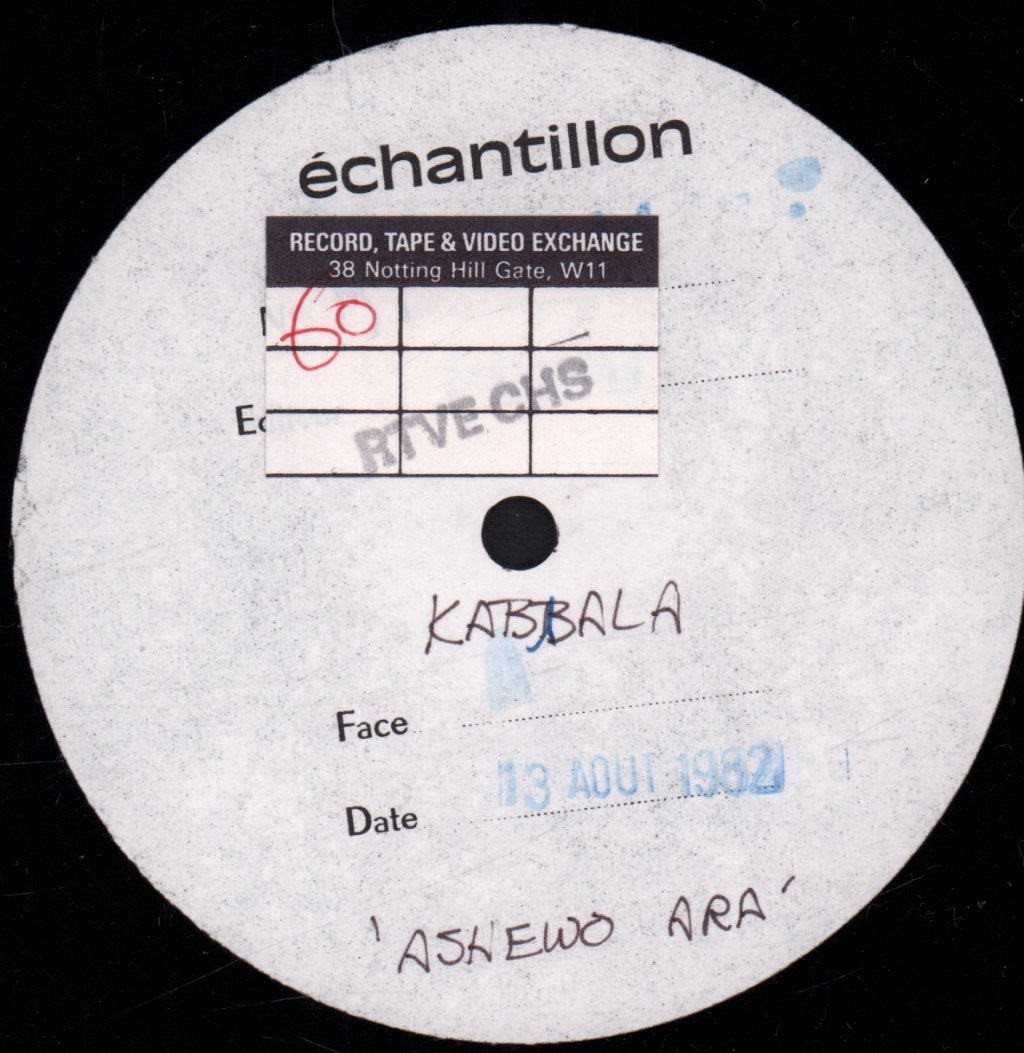 échantillon
RECORD, TAPE & VIDEO EXCHANGE
38 Notting Hill Gate, W11
60
RTVE CHS
KABBALA
A
Face
13 AOUT 1982
Date
'ASHEWO ARA'